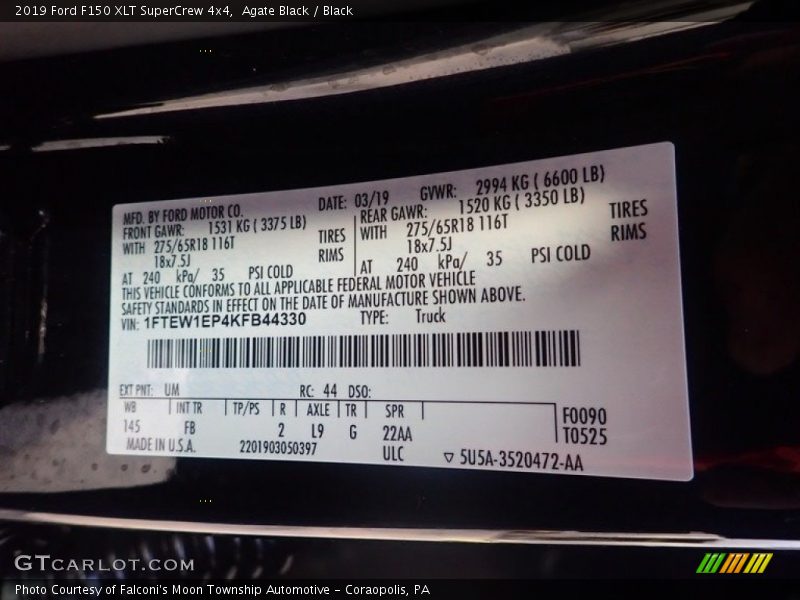 2019 Ford F150 XLT SuperCrew 4x4,  Agate Black / Black
MFD. BY FORD MOTOR CO. DATE: 03/19 GVWR: 2994 KG ( 6600 LB)
FRONT GAWR: 1531 KG ( 3375 LB) REAR GAWR: 1520 KG ( 3350 LB)
WITH 275/65R18 116T TIRES WITH 275/65R18 116T TIRES
18x7.5J RIMS 18x7.5J RIMS
AT 240 kPa/ 35 PSI COLD AT 240 kPa/ 35 PSI COLD
THIS VEHICLE CONFORMS TO ALL APPLICABLE FEDERAL MOTOR VEHICLE
SAFETY STANDARDS IN EFFECT ON THE DATE OF MANUFACTURE SHOWN ABOVE.
VIN: 1FTEW1EP4KFB44330 TYPE: Truck
EXT PNT: UM RC: 44 DSO:
WB INT TR TP/PS R AXLE TR SPR F0090
145 FB 2 L9 G 22AA T0525
MADE IN U.S.A. 2201903050397 ULC ▽ 5U5A-3520472-AA
GTCARLOT.COM
Photo Courtesy of Falconi's Moon Township Automotive – Coraopolis, PA